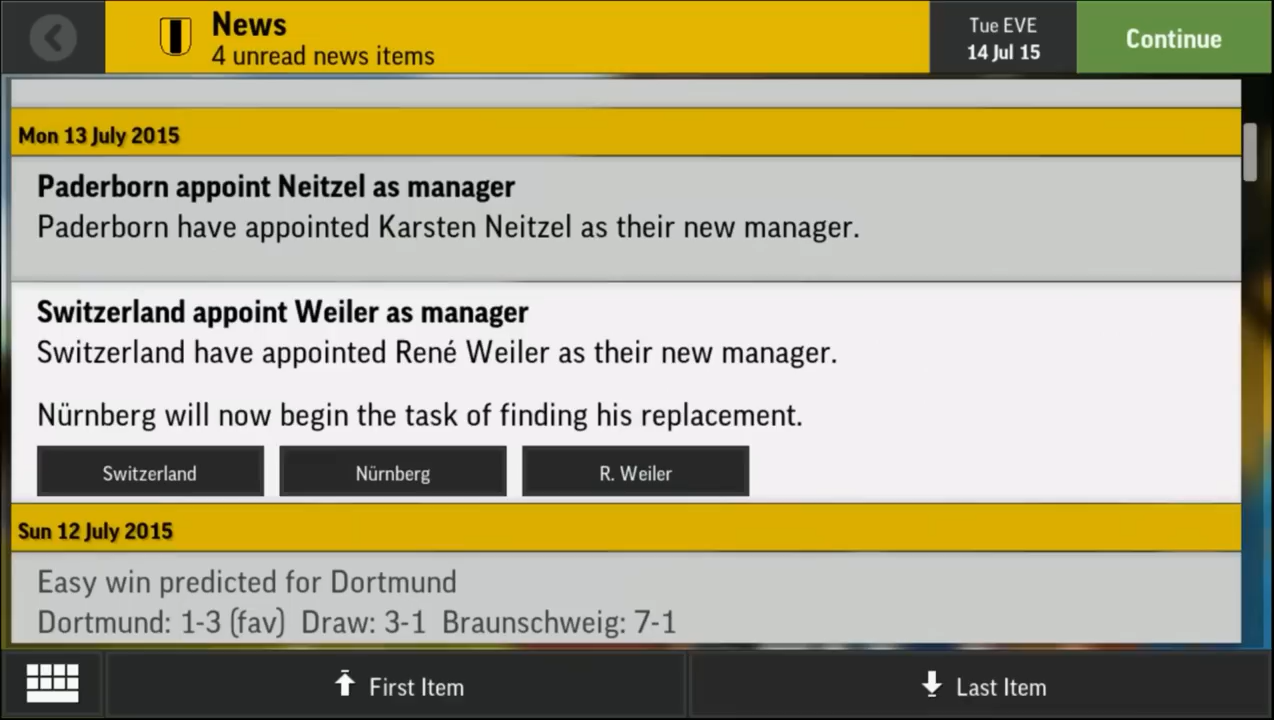 News
4 unread news items
Tue EVE
14 Jul 15
Continue
Mon 13 July 2015
Paderborn appoint Neitzel as manager
Paderborn have appointed Karsten Neitzel as their new manager.
Switzerland appoint Weiler as manager
Switzerland have appointed René Weiler as their new manager.
Nürnberg will now begin the task of finding his replacement.
Switzerland Nürnberg R. Weiler
Sun 12 July 2015
Easy win predicted for Dortmund
Dortmund: 1-3 (fav) Draw: 3-1 Braunschweig: 7-1
First Item Last Item